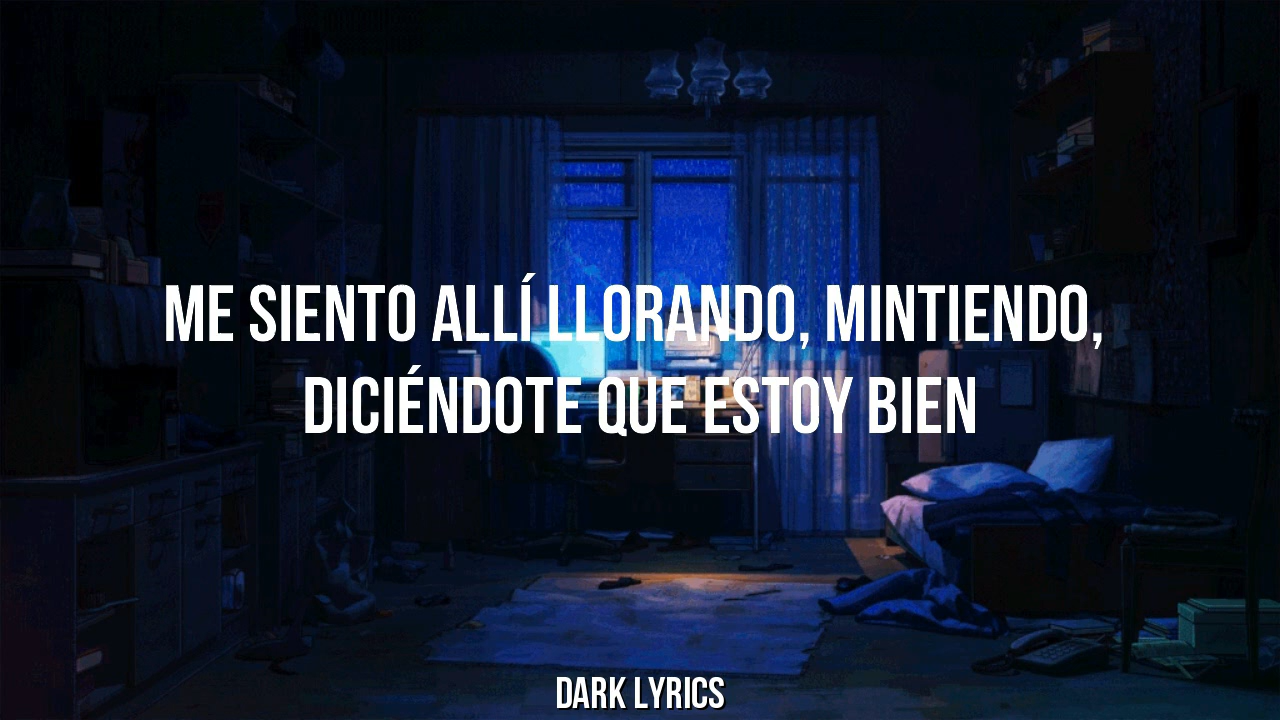 ME SIENTO ALLÍ LLORANDO, MINTIENDO,
DICIÉNDOTE QUE ESTOY BIEN
DARK LYRICS